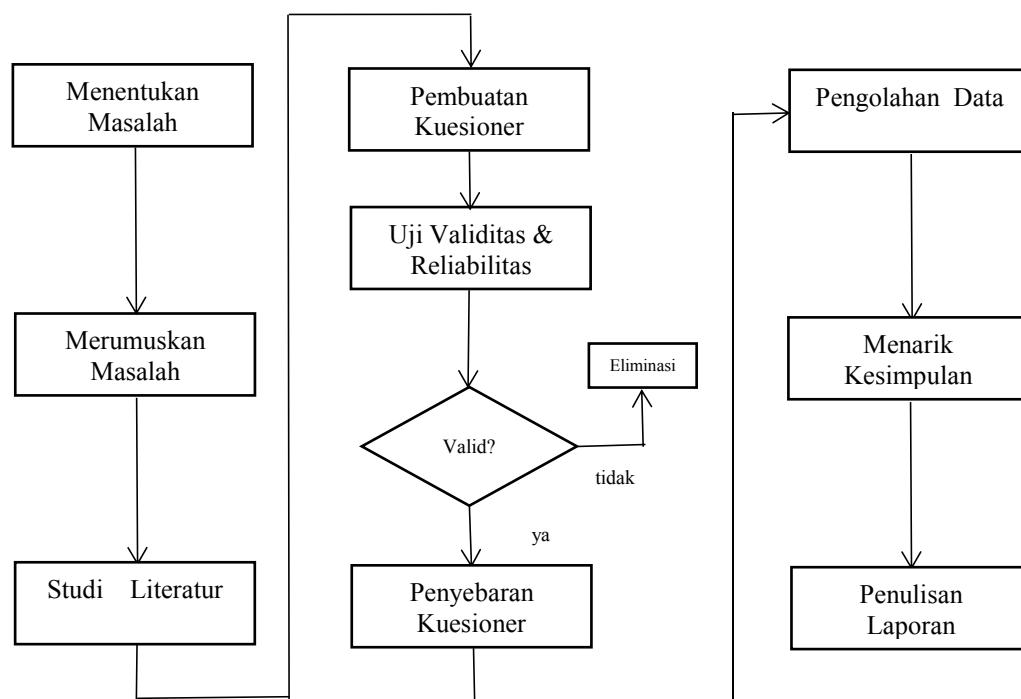 Menentukan
Masalah
Merumuskan
Masalah
Studi Literatur
Pembuatan
Kuesioner
Uji Validitas &
Reliabilitas
Eliminasi
Valid?
tidak
ya
Penyebaran
Kuesioner
Pengolahan Data
Menarik
Kesimpulan
Penulisan
Laporan